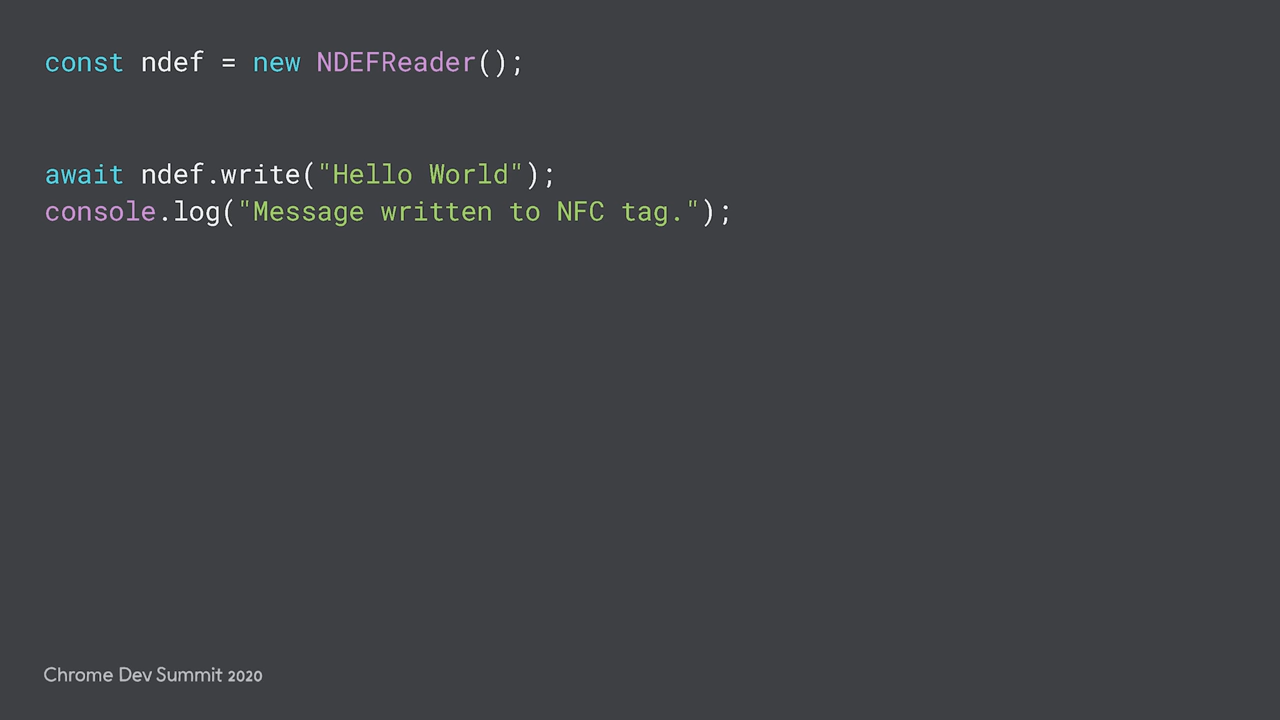 const ndef = new NDEFReader();
await ndef.write("Hello World");
console.log("Message written to NFC tag.");
Chrome Dev Summit 2020